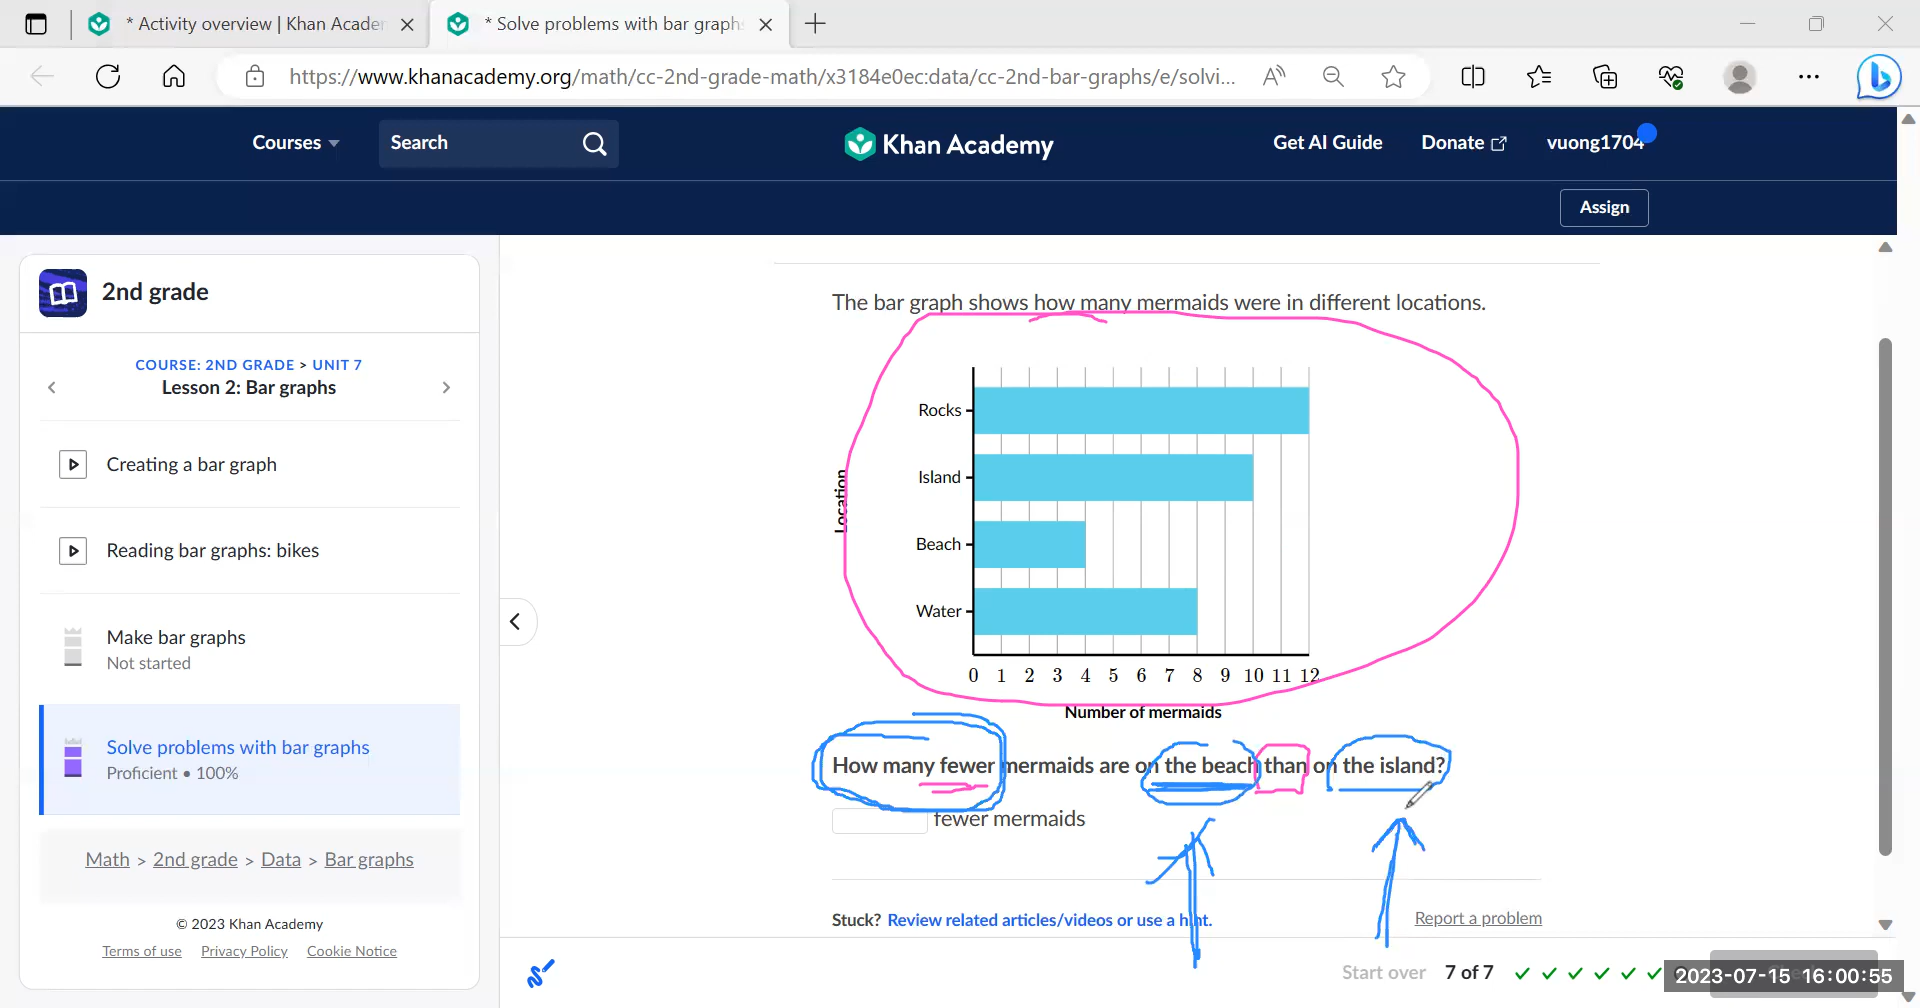 * Activity overview | Khan Acader
* Solve problems with bar graph
https://www.khanacademy.org/math/cc-2nd-grade-math/x3184e0ec:data/cc-2nd-bar-graphs/e/solvi...
Courses
Search
Khan Academy
Get AI Guide
Donate
vuong1704
Assign
2nd grade
COURSE: 2ND GRADE > UNIT 7
Lesson 2: Bar graphs
Creating a bar graph
Reading bar graphs: bikes
Make bar graphs
Not started
Solve problems with bar graphs
Proficient • 100%
Math > 2nd grade > Data > Bar graphs
© 2023 Khan Academy
Terms of use Privacy Policy Cookie Notice
The bar graph shows how many mermaids were in different locations.
Location
Rocks
Island
Beach
Water
0 1 2 3 4 5 6 7 8 9 10 11 12
Number of mermaids
How many fewer mermaids are on the beach than on the island?
fewer mermaids
Stuck? Review related articles/videos or use a hint.
Report a problem
Start over 7 of 7
2023-07-15 16:00:55